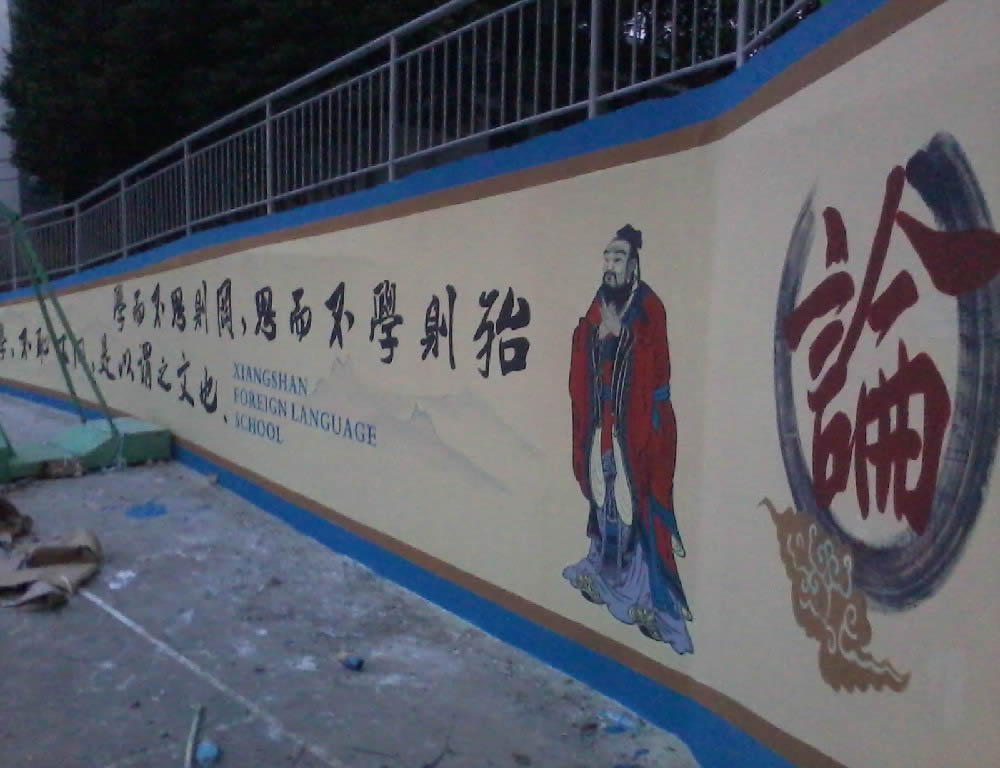 學而不思則罔、思而不學則殆
學、不恥下問、是以謂之文也、
XIANGSHAN
FOREIGN LANGUAGE
SCHOOL
論